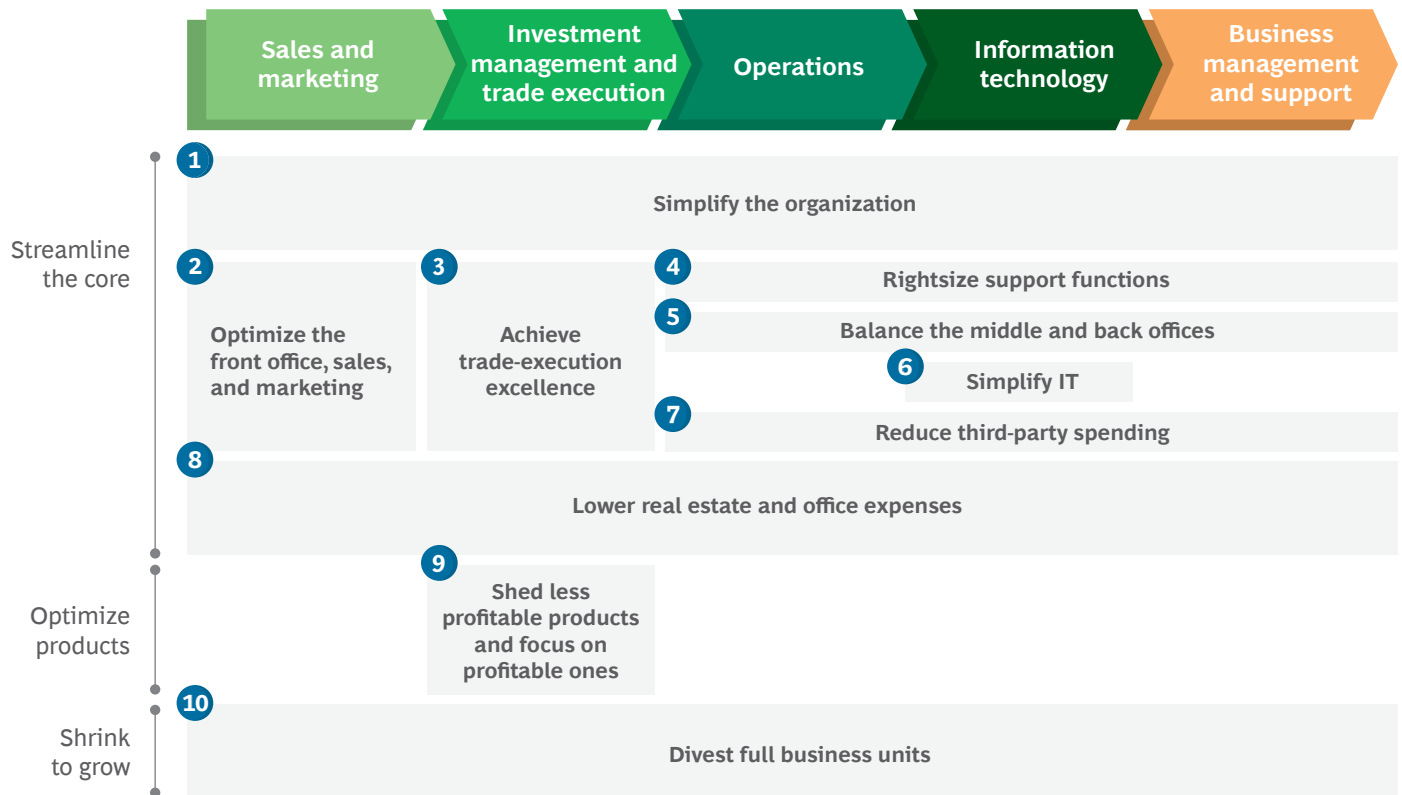 Sales and
marketing
Investment
management and
trade execution
Operations
Information
technology
Business
management
and support
Streamline
the core
1
Simplify the organization
2
Optimize the
front office, sales,
and marketing
3
Achieve
trade-execution
excellence
4
Rightsize support functions
5
Balance the middle and back offices
6
Simplify IT
7
Reduce third-party spending
8
Lower real estate and office expenses
Optimize
products
9
Shed less
profitable products
and focus on
profitable ones
Shrink
to grow
10
Divest full business units